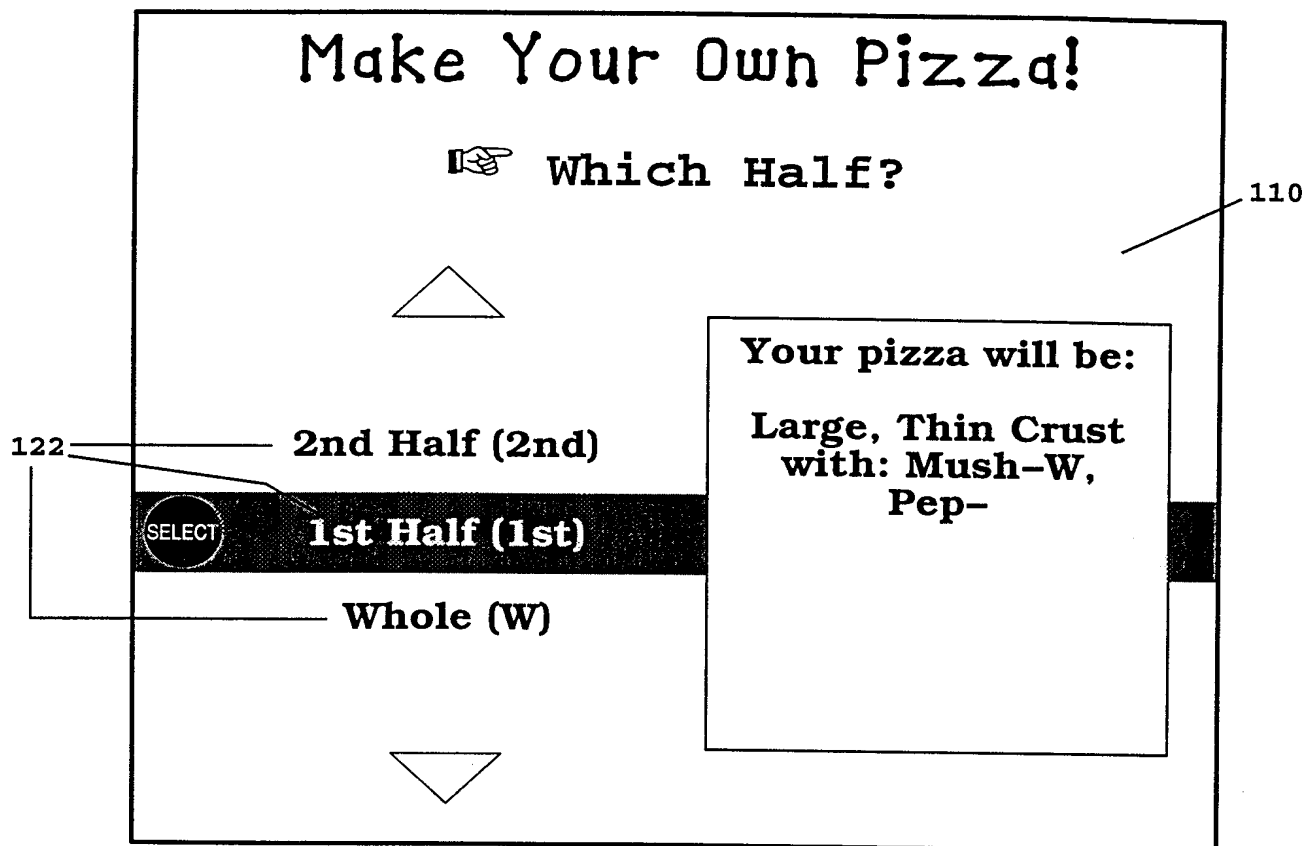 Make Your Own Pizza!
☞ Which Half?
110
Your pizza will be:
Large, Thin Crust
with: Mush–W,
Pep–
122
2nd Half (2nd)
SELECT
1st Half (1st)
Whole (W)